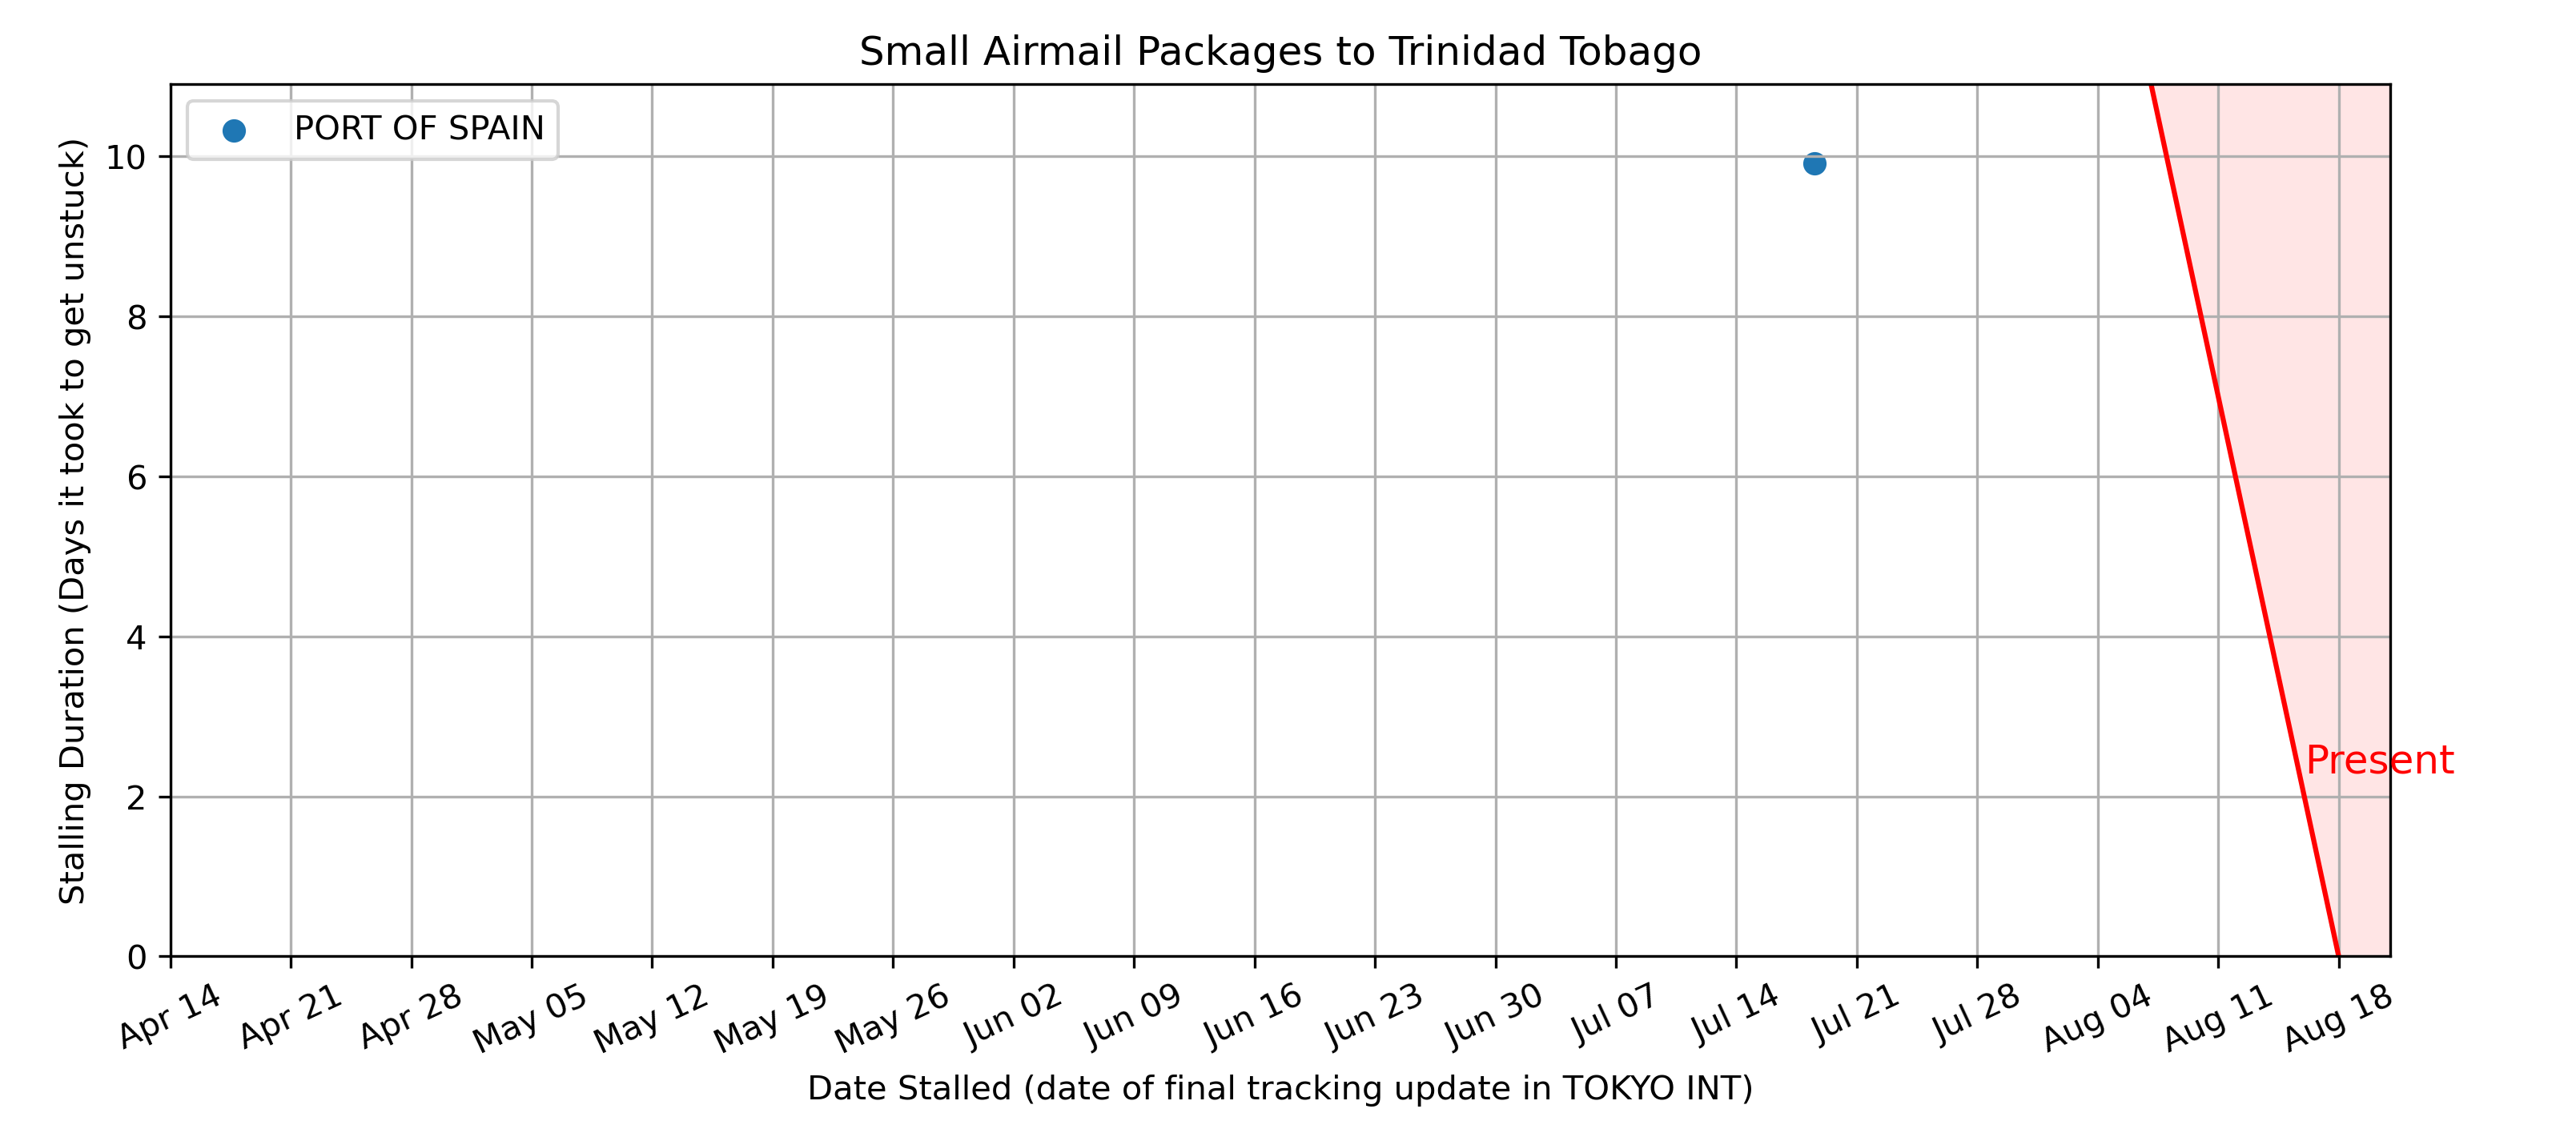 Small Airmail Packages to Trinidad Tobago
PORT OF SPAIN
Stalling Duration (Days it took to get unstuck)
10
8
6
4
2
0
Present
Apr 14
Apr 21
Apr 28
May 05
May 12
May 19
May 26
Jun 02
Jun 09
Jun 16
Jun 23
Jun 30
Jul 07
Jul 14
Jul 21
Jul 28
Aug 04
Aug 11
Aug 18
Date Stalled (date of final tracking update in TOKYO INT)